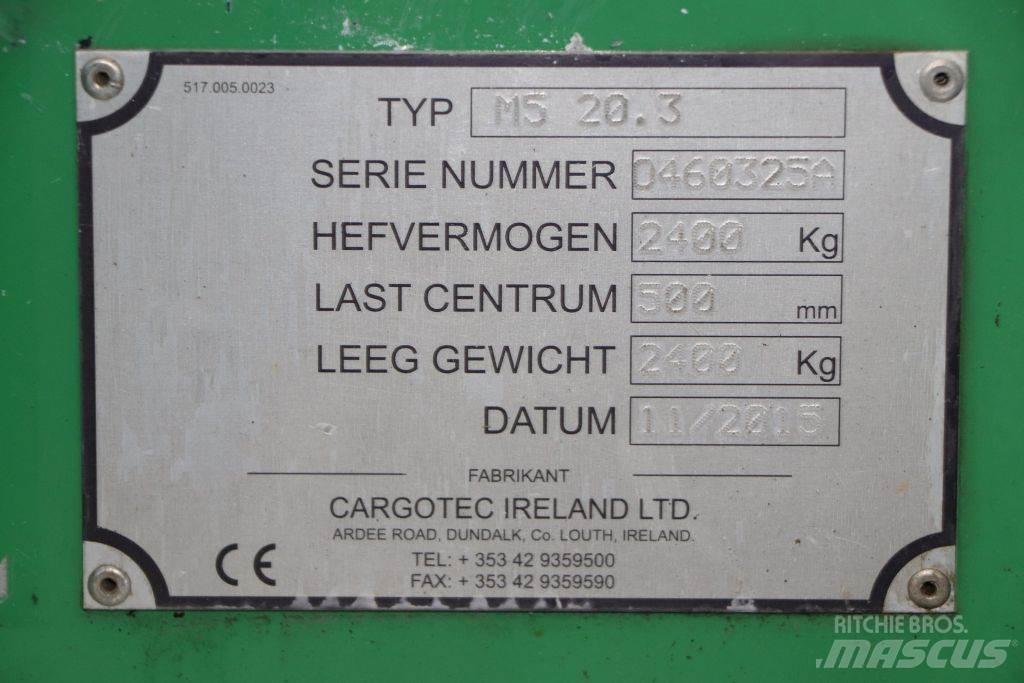 517.005.0023
TYP M5 20.3
SERIE NUMMER 0460325A
HEFVERMOGEN 2400 Kg
LAST CENTRUM 500 mm
LEEG GEWICHT 2400 Kg
DATUM 11/2015
FABRIKANT
CARGOTEC IRELAND LTD.
ARDEE ROAD, DUNDALK, Co. LOUTH, IRELAND.
TEL: + 353 42 9359500
FAX: + 353 42 9359590
CE
RITCHIE BROS.
MASCUS